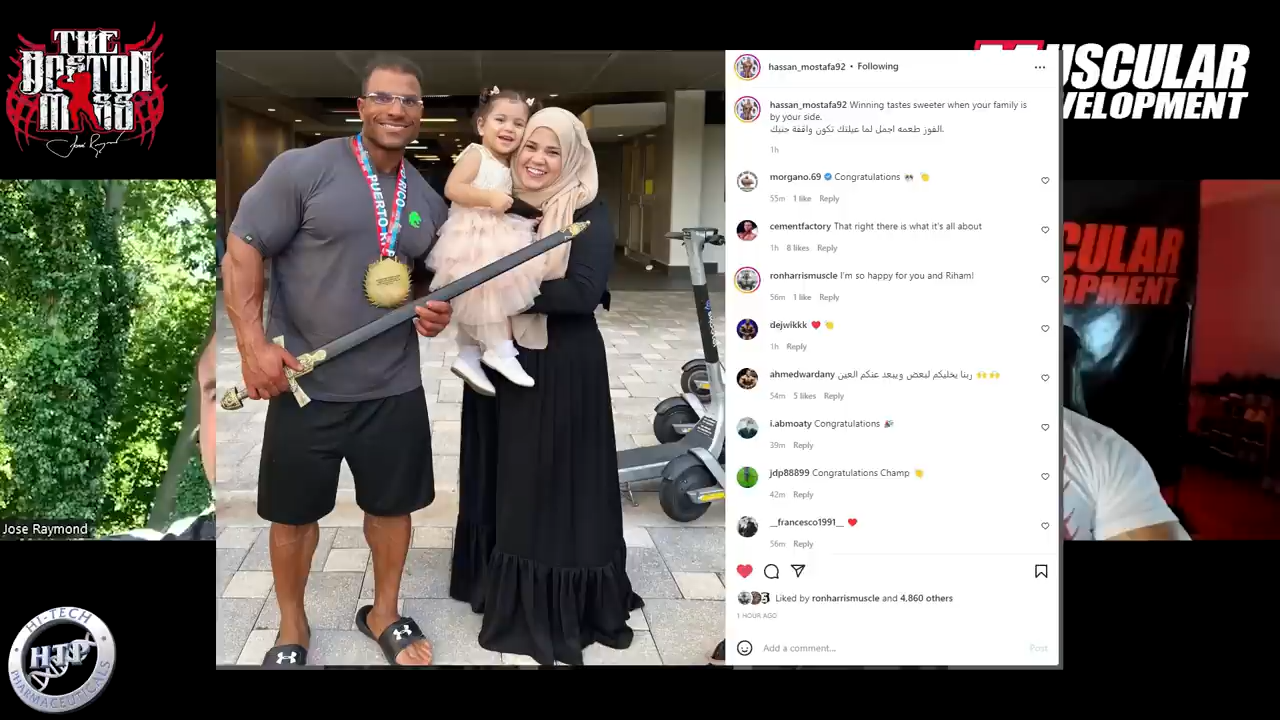 THE
BOSTON
MASS
Jose Raymond
MUSCULAR
DEVELOPMENT
CULAR
OPMENT
PUERTO RICO
hassan_mostafa92 • Following
hassan_mostafa92 Winning tastes sweeter when your family is
by your side.
الفوز طعمه اجمل لما عيلتك تكون واقفة جنبك.
1h
morgano.69 Congratulations 👏
55m 1 like Reply
cementfactory That right there is what it's all about
1h 8 likes Reply
ronharrismuscle I'm so happy for you and Riham!
56m 1 like Reply
dejwikkk ❤️ 👏
1h Reply
ahmedwardany ربنا يخليكم لبعض ويبعد عنكم العين 🙌🙌
54m 5 likes Reply
i.abmoaty Congratulations 🎉
39m Reply
jdp88899 Congratulations Champ 👏
42m Reply
__francesco1991__ ❤️
56m Reply
Liked by ronharrismuscle and 4,860 others
1 HOUR AGO
Add a comment...
Post
Jose Raymond
HI-TECH
HTP
PHARMACEUTICALS